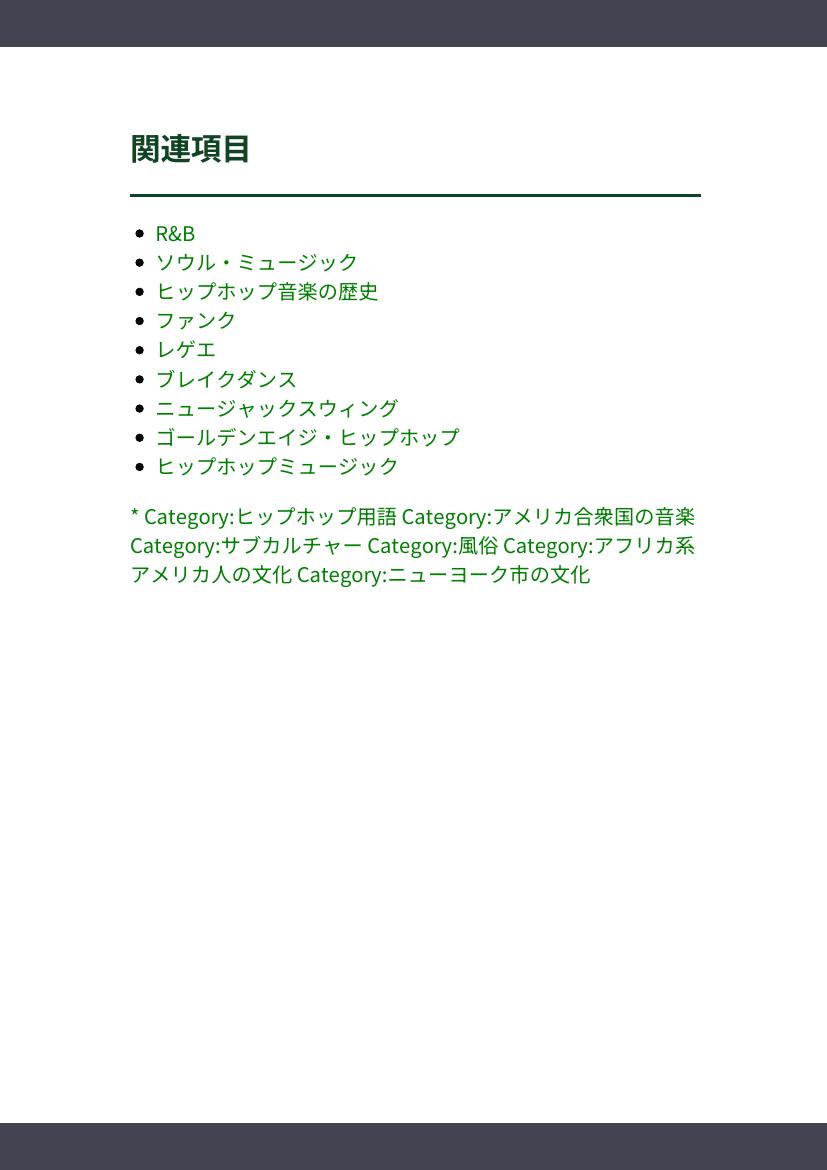 関連項目
R&B
ソウル・ミュージック
ヒップホップ音楽の歴史
ファンク
レゲエ
ブレイクダンス
ニュージャックスウィング
ゴールデンエイジ・ヒップホップ
ヒップホップミュージック
* Category:ヒップホップ用語 Category:アメリカ合衆国の音楽
Category:サブカルチャー Category:風俗 Category:アフリカ系
アメリカ人の文化 Category:ニューヨーク市の文化